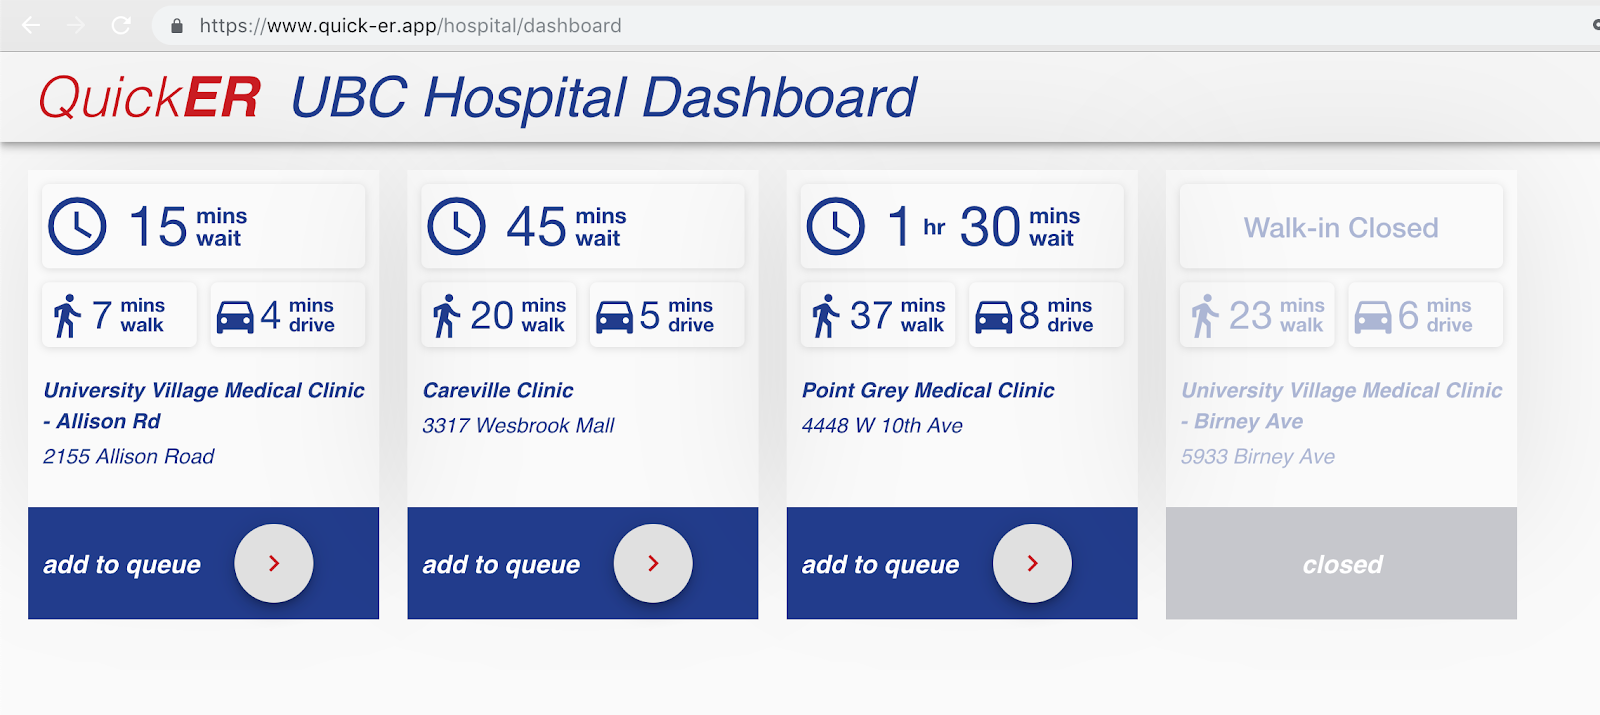 https://www.quick-er.app/hospital/dashboard
QuickER UBC Hospital Dashboard
15 mins wait
7 mins walk
4 mins drive
University Village Medical Clinic
- Allison Rd
2155 Allison Road
add to queue
45 mins wait
20 mins walk
5 mins drive
Careville Clinic
3317 Wesbrook Mall
add to queue
1 hr 30 mins wait
37 mins walk
8 mins drive
Point Grey Medical Clinic
4448 W 10th Ave
add to queue
Walk-in Closed
23 mins walk
6 mins drive
University Village Medical Clinic
- Birney Ave
5933 Birney Ave
closed